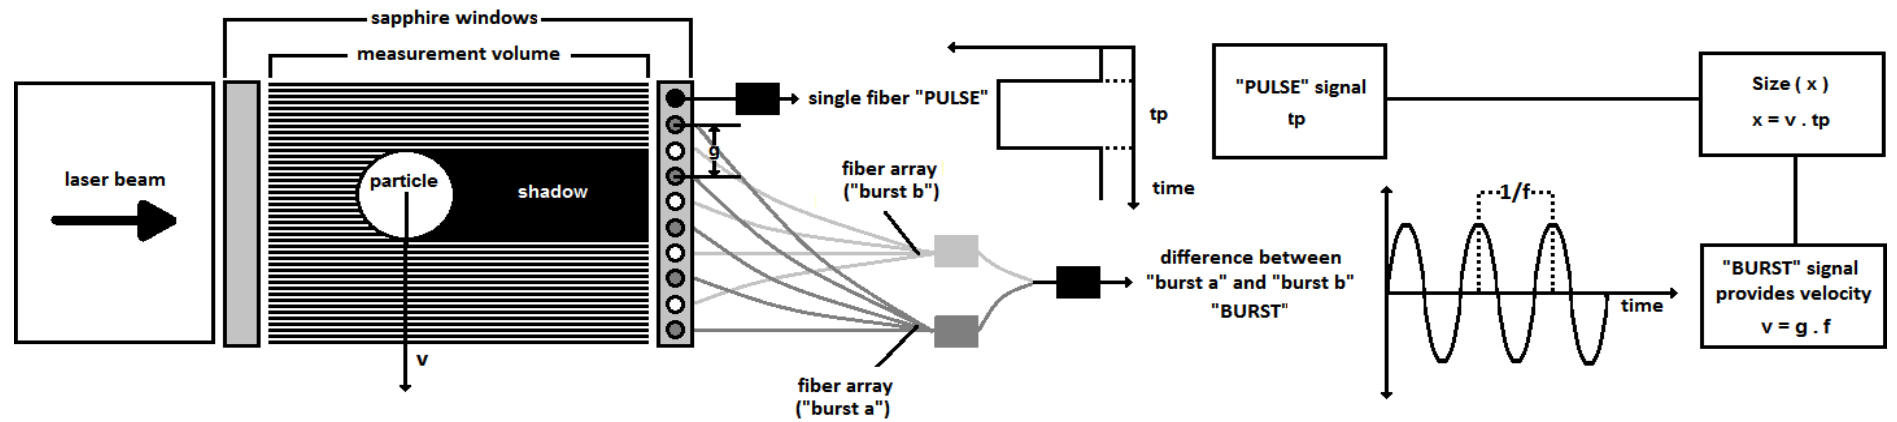 sapphire windows
measurement volume
laser beam
particle
shadow
v
g
single fiber "PULSE"
fiber array
("burst b")
fiber array
("burst a")
tp
time
difference between
"burst a" and "burst b"
"BURST"
"PULSE" signal
tp
1/f
time
Size ( x )
x = v . tp
"BURST" signal
provides velocity
v = g . f